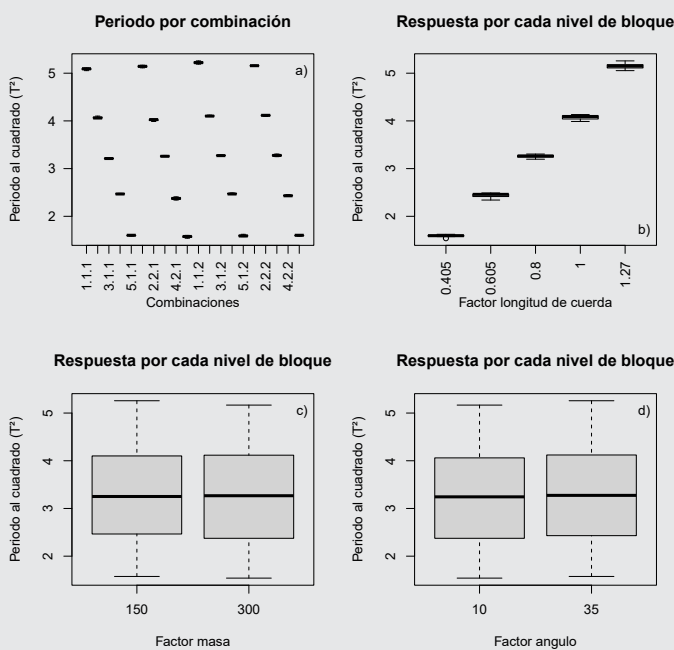 Periodo por combinación
Periodo al cuadrado (T²)
5
4
3
2
a)
1.1.1
3.1.1
5.1.1
2.2.1
4.2.1
1.1.2
3.1.2
5.1.2
2.2.2
4.2.2
Combinaciones
Respuesta por cada nivel de bloque
Periodo al cuadrado (T²)
5
4
3
2
b)
0.405
0.605
0.8
1
1.27
Factor longitud de cuerda
Respuesta por cada nivel de bloque
Periodo al cuadrado (T²)
5
4
3
2
c)
150
300
Factor masa
Respuesta por cada nivel de bloque
Periodo al cuadrado (T²)
5
4
3
2
d)
10
35
Factor angulo